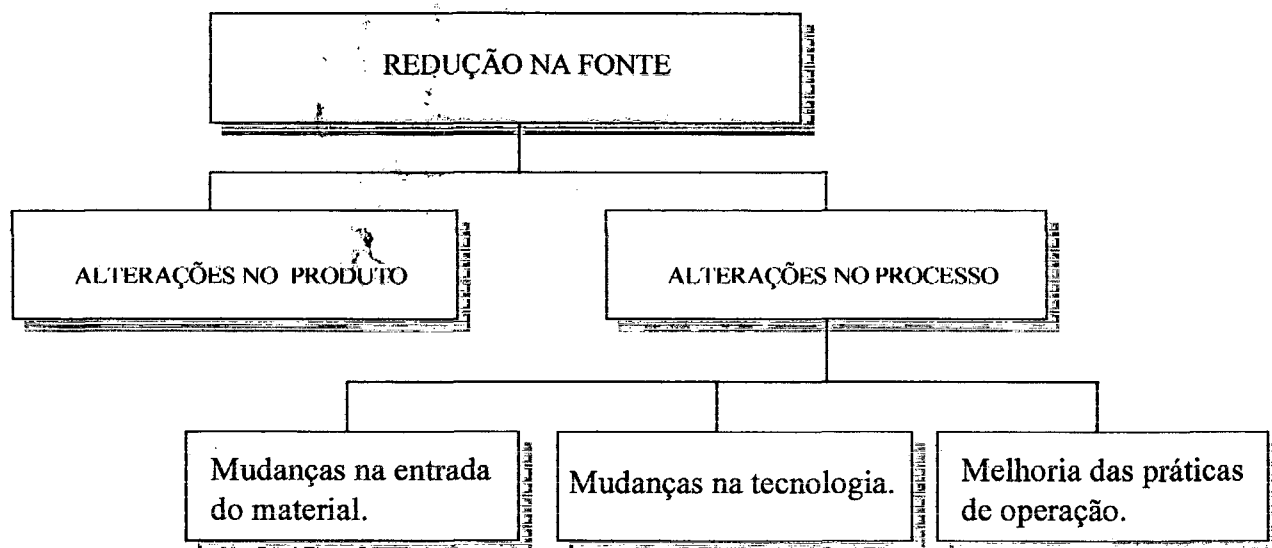 REDUÇÃO NA FONTE
ALTERAÇÕES NO PRODUTO
ALTERAÇÕES NO PROCESSO
Mudanças na entrada
do material.
Mudanças na tecnologia.
Melhoria das práticas
de operação.